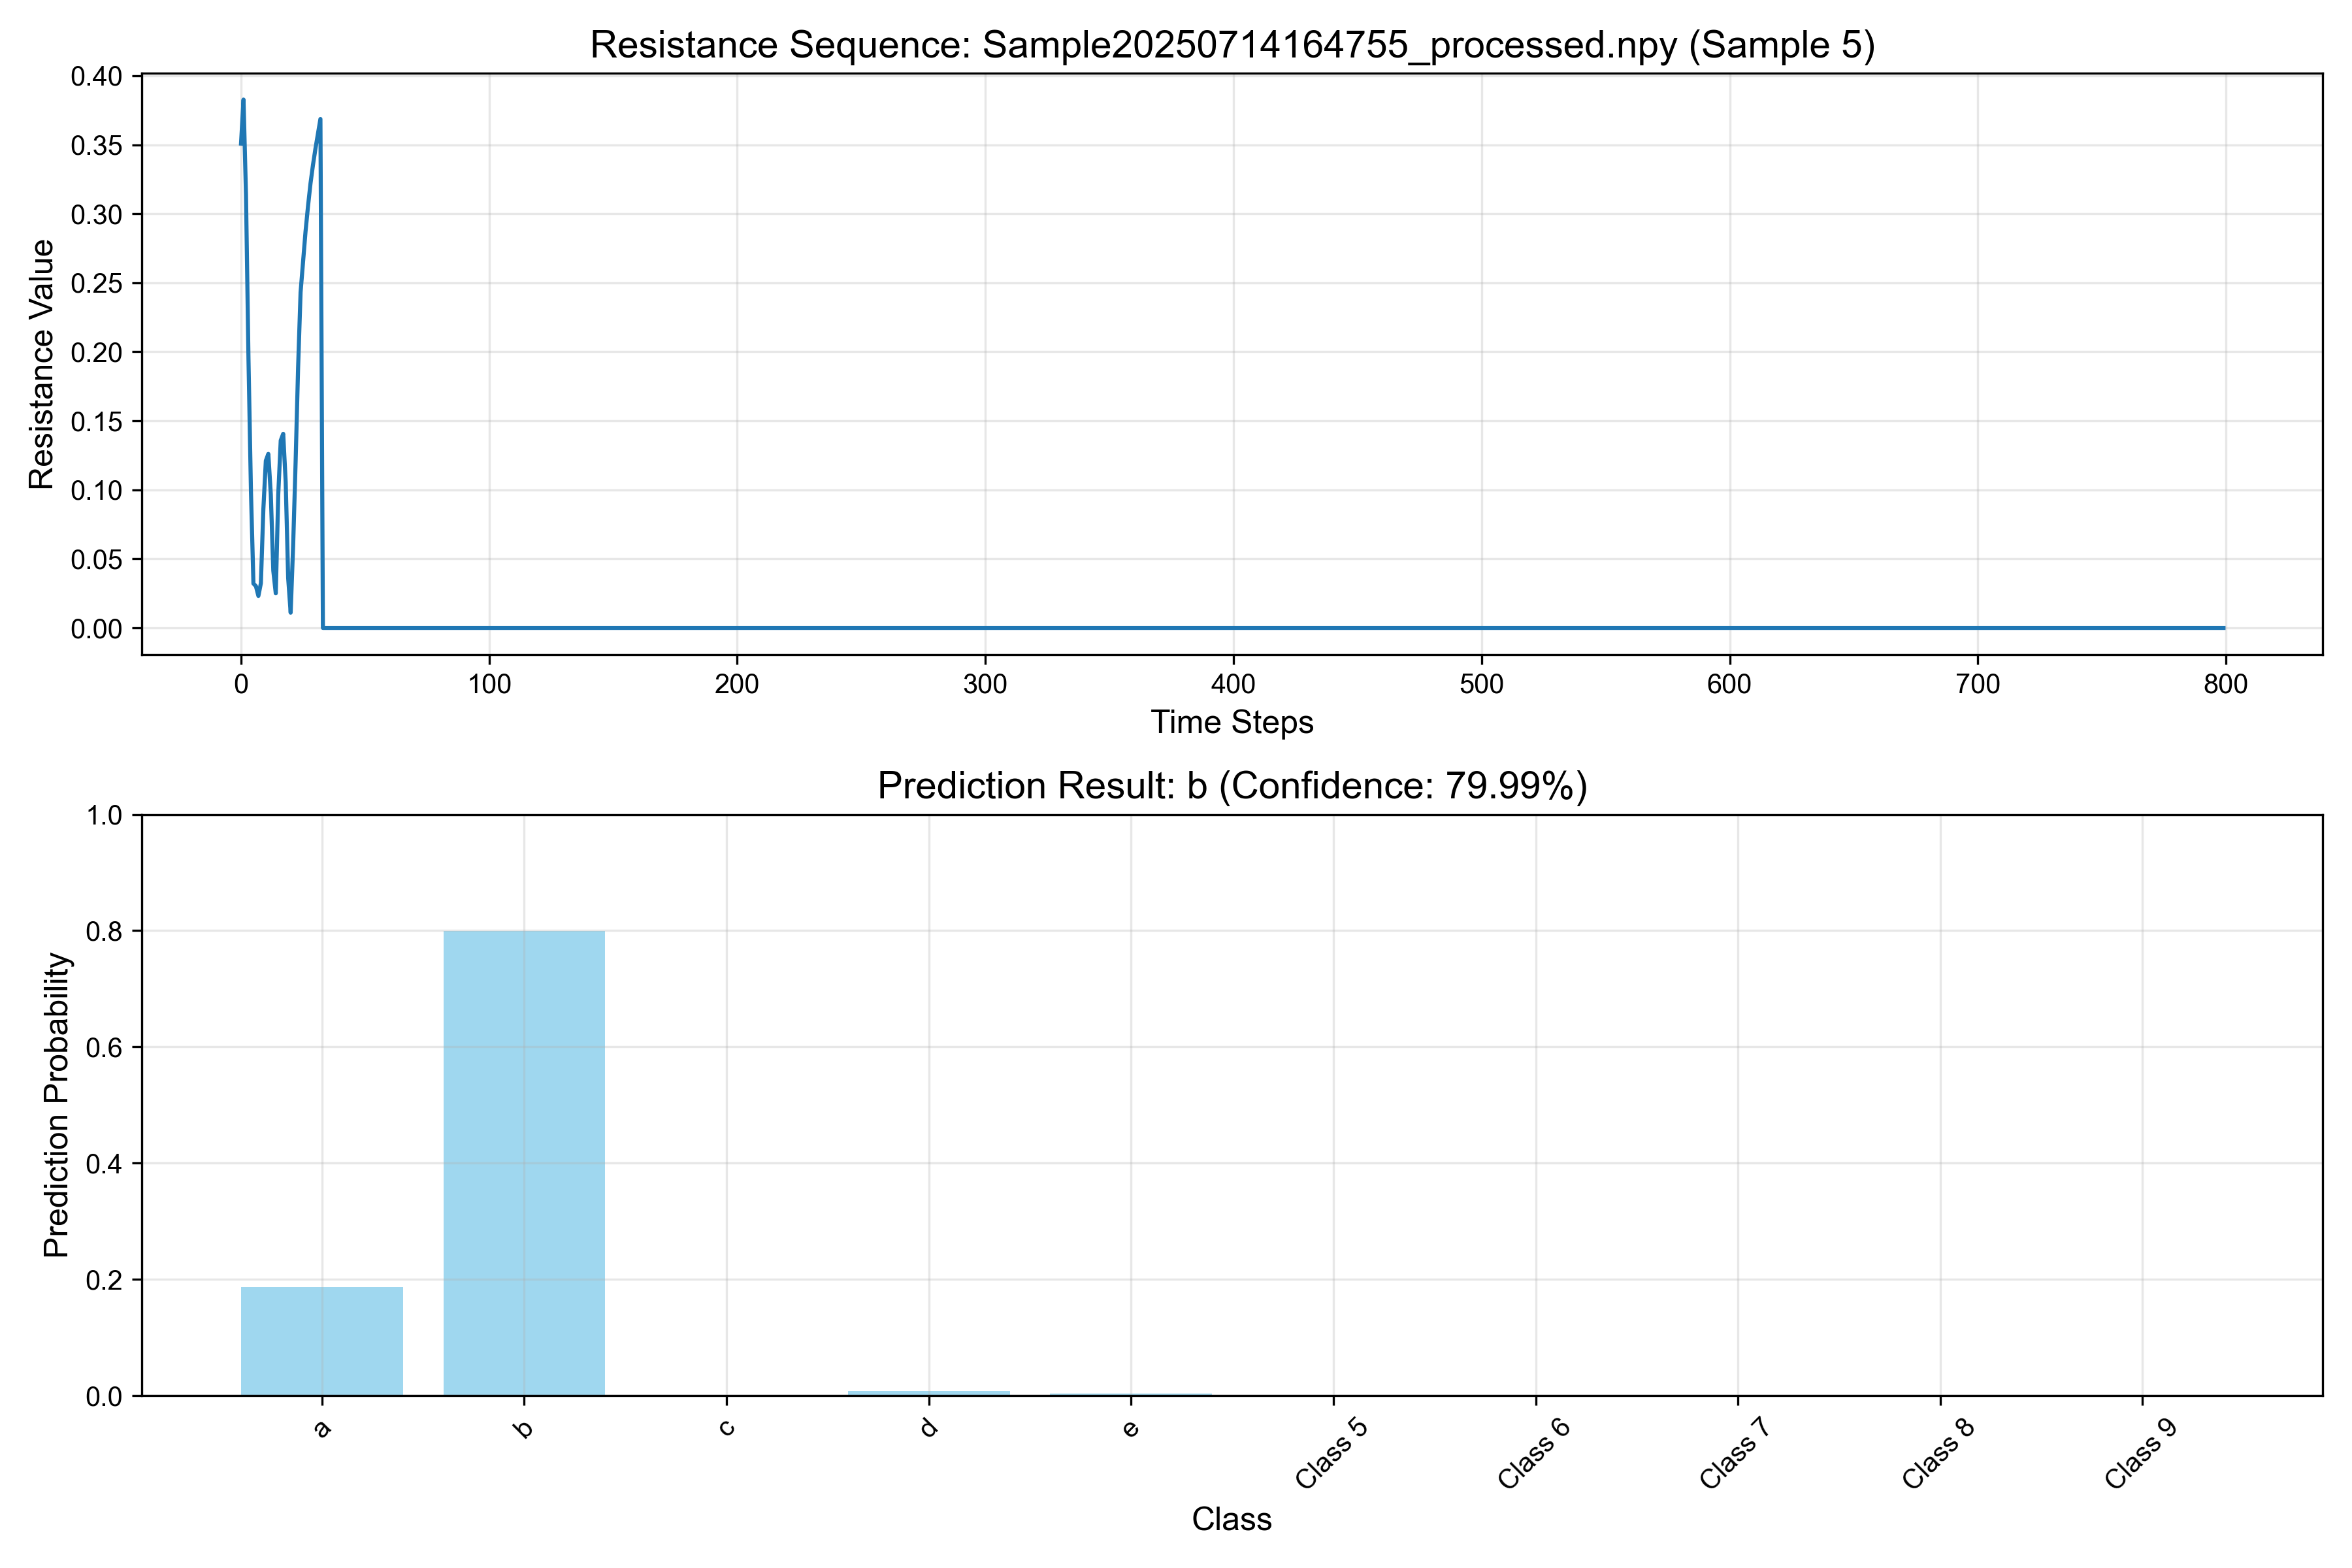 Resistance Sequence: Sample20250714164755_processed.npy (Sample 5)
0.40
0.35
0.30
0.25
0.20
0.15
0.10
0.05
0.00
Resistance Value
0 100 200 300 400 500 600 700 800
Time Steps
Prediction Result: b (Confidence: 79.99%)
1.0
0.8
0.6
0.4
0.2
0.0
Prediction Probability
a b c d e Class 5 Class 6 Class 7 Class 8 Class 9
Class